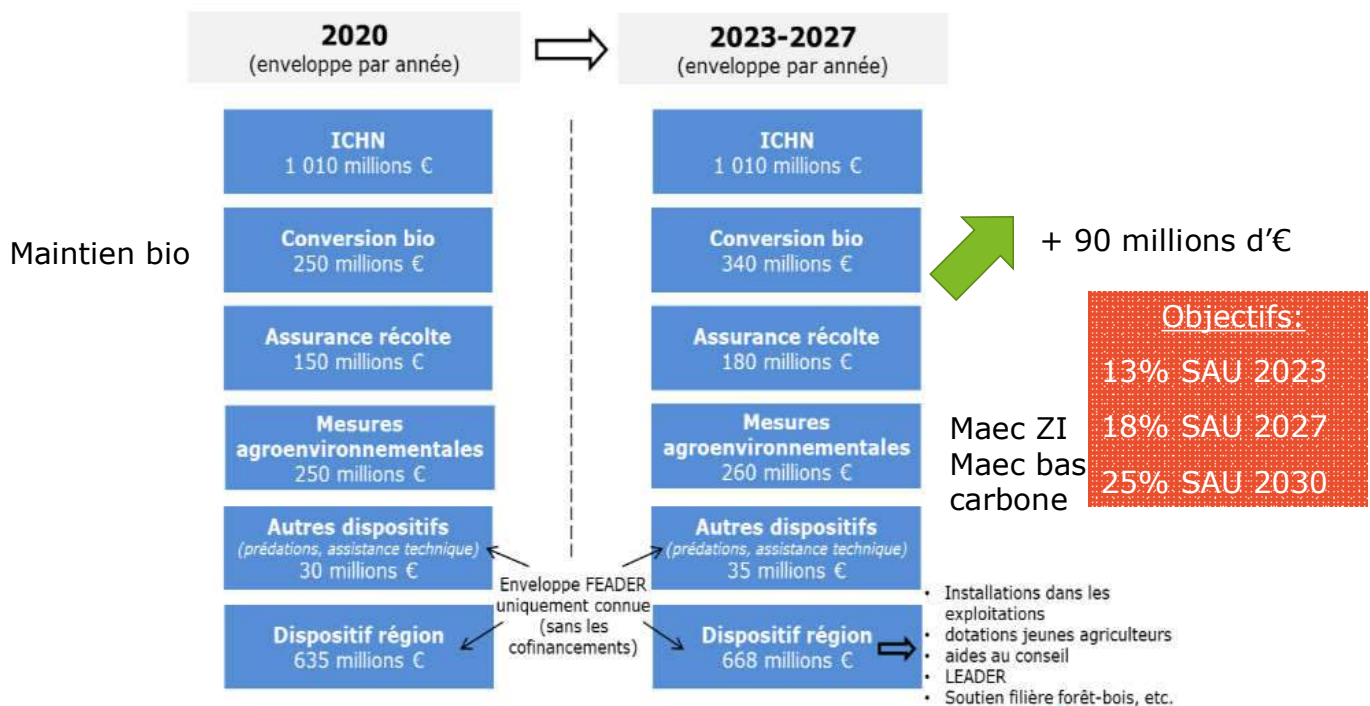 2020
(enveloppe par année)
2023-2027
(enveloppe par année)
ICHN
1 010 millions €
ICHN
1 010 millions €
Maintien bio
Conversion bio
250 millions €
Conversion bio
340 millions €
+ 90 millions d’€
Assurance récolte
150 millions €
Assurance récolte
180 millions €
Objectifs:
13% SAU 2023
18% SAU 2027
25% SAU 2030
Mesures
agroenvironnementales
250 millions €
Mesures
agroenvironnementales
260 millions €
Maec ZI
Maec bas
carbone
Autres dispositifs
(prédations, assistance technique)
30 millions €
Enveloppe FEADER
uniquement connue
(sans les
cofinancements)
Autres dispositifs
(prédations, assistance technique)
35 millions €
Dispositif région
635 millions €
Dispositif région
668 millions €
• Installations dans les
exploitations
• dotations jeunes agriculteurs
• aides au conseil
• LEADER
• Soutien filière forêt-bois, etc.